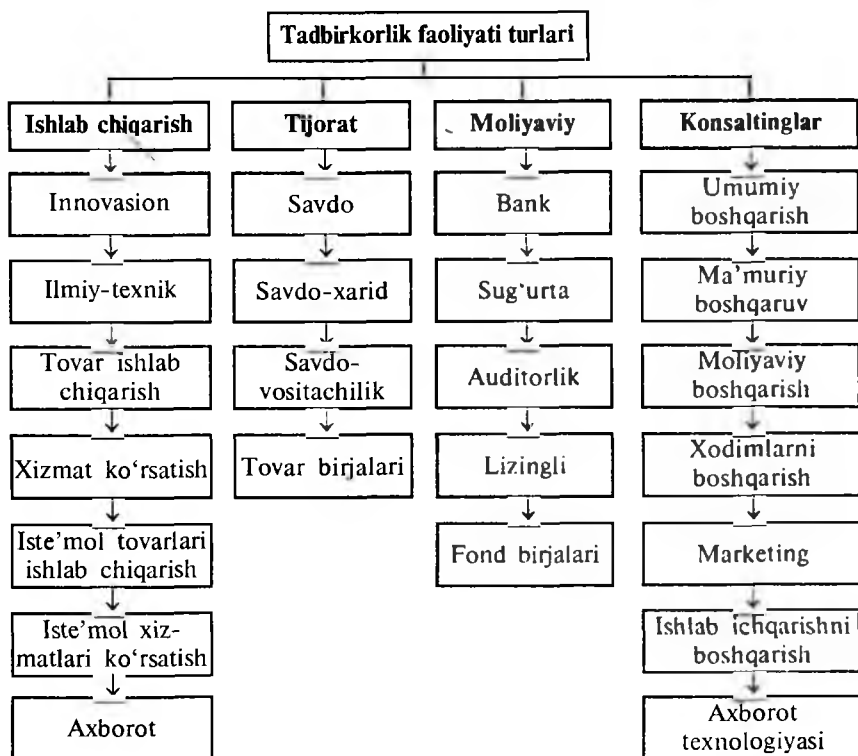 Tadbirkorlik faoliyati turlari
Ishlab chiqarish
Innovasion
Ilmiy-texnik
Tovar ishlab
chiqarish
Xizmat ko‘rsatish
Iste’mol tovarlari
ishlab chiqarish
Iste’mol xiz-
matlari ko‘rsatish
Axborot
Tijorat
Savdo
Savdo-xarid
Savdo-
vositachilik
Tovar birjalari
Moliyaviy
Bank
Sug‘urta
Auditorlik
Lizingli
Fond birjalari
Konsaltinglar
Umumiy
boshqarish
Ma’muriy
boshqaruv
Moliyaviy
boshqarish
Xodimlarni
boshqarish
Marketing
Ishlab ichqarishni
boshqarish
Axborot
texnologiyasi